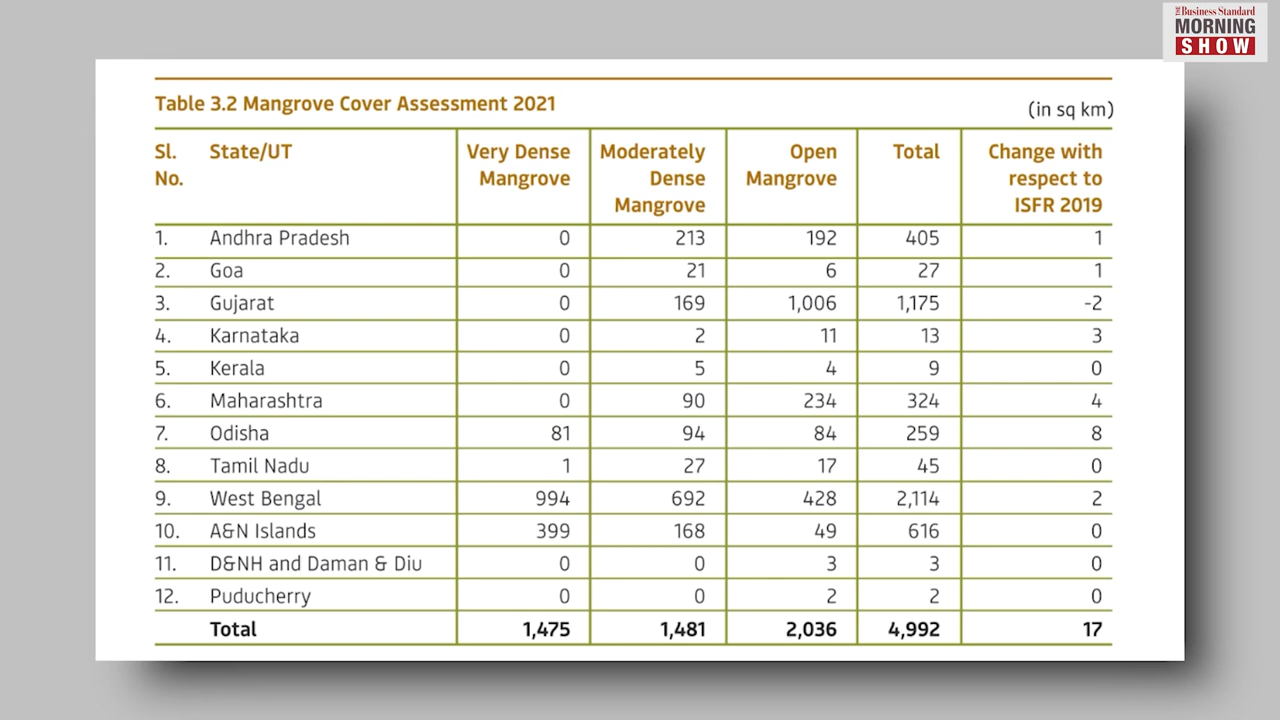 THE Business Standard
MORNING
SHOW
Table 3.2 Mangrove Cover Assessment 2021
(in sq km)
Sl. No. State/UT Very Dense Mangrove Moderately Dense Mangrove Open Mangrove Total Change with respect to ISFR 2019
1. Andhra Pradesh 0 213 192 405 1
2. Goa 0 21 6 27 1
3. Gujarat 0 169 1,006 1,175 -2
4. Karnataka 0 2 11 13 3
5. Kerala 0 5 4 9 0
6. Maharashtra 0 90 234 324 4
7. Odisha 81 94 84 259 8
8. Tamil Nadu 1 27 17 45 0
9. West Bengal 994 692 428 2,114 2
10. A&N Islands 399 168 49 616 0
11. D&NH and Daman & Diu 0 0 3 3 0
12. Puducherry 0 0 2 2 0
Total 1,475 1,481 2,036 4,992 17